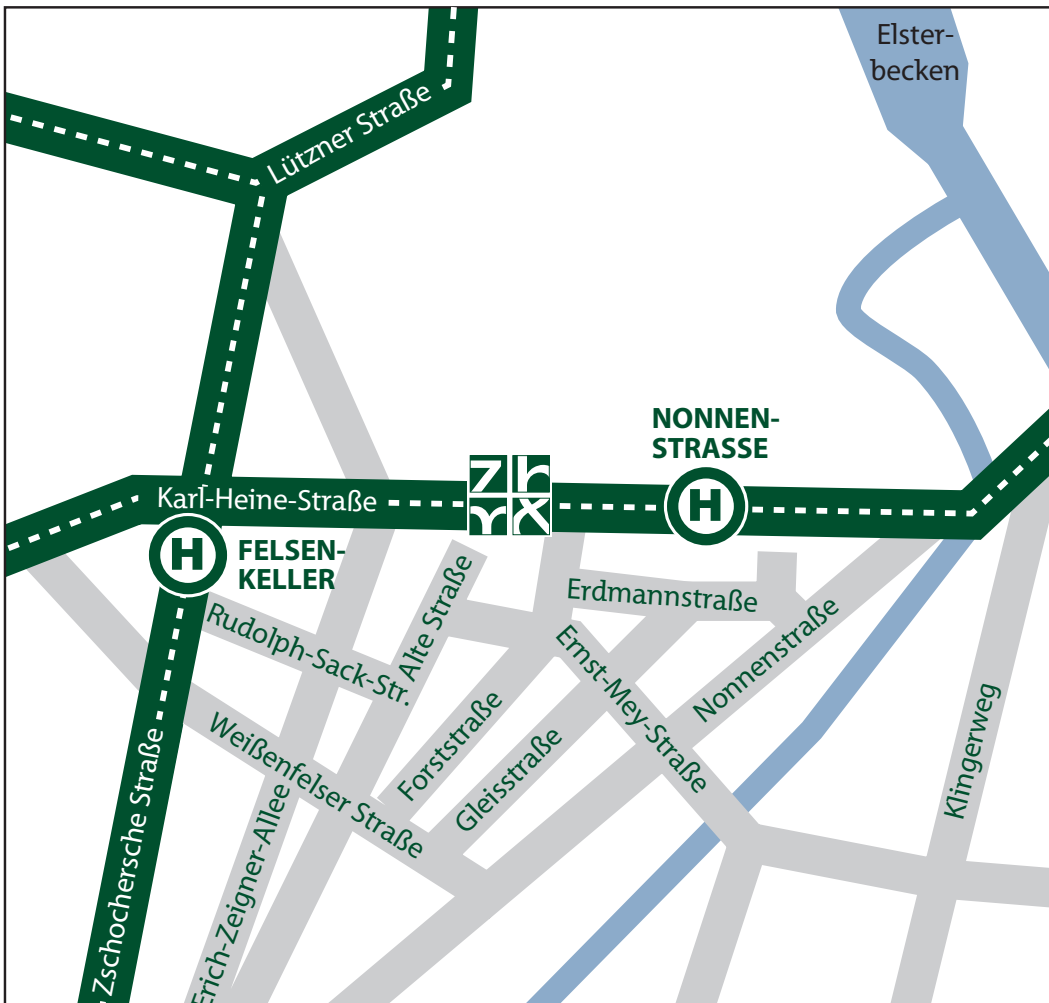 Elster-
becken
Lützner Straße
NONNEN-
STRASSE
Z h
Y X
H
Karl-Heine-Straße
H
FELSEN-
KELLER
Erdmannstraße
Rudolph-Sack-Str.
Alte Straße
Ernst-Mey-Straße
Nonnenstraße
Weißenfelser Straße
Forststraße
Gleisstraße
Klingerweg
Zschochersche Straße
Erich-Zeigner-Allee